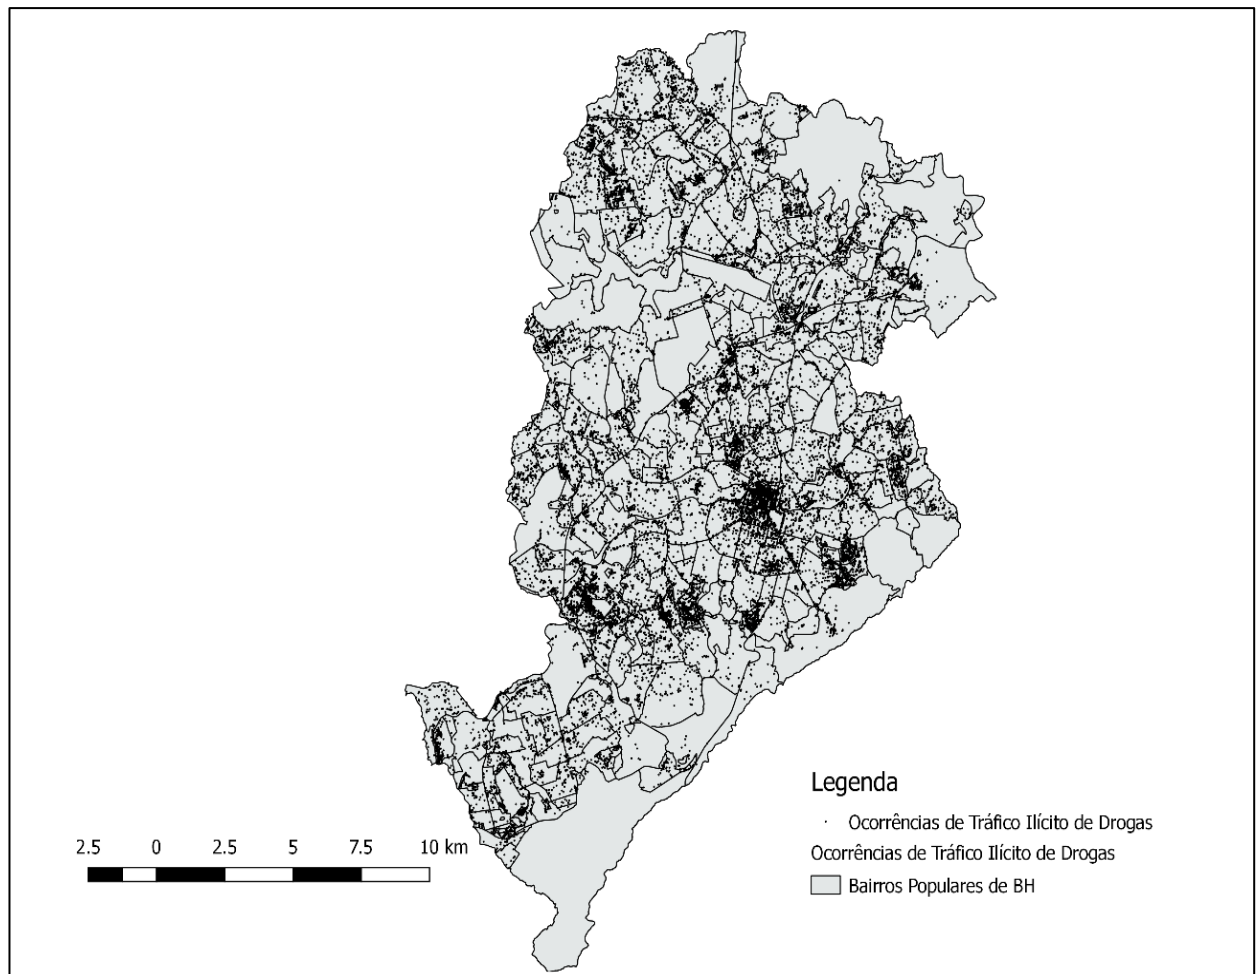 Legenda
Ocorrências de Tráfico Ilícito de Drogas
Ocorrências de Tráfico Ilícito de Drogas
Bairros Populares de BH
2.5 0 2.5 5 7.5 10 km